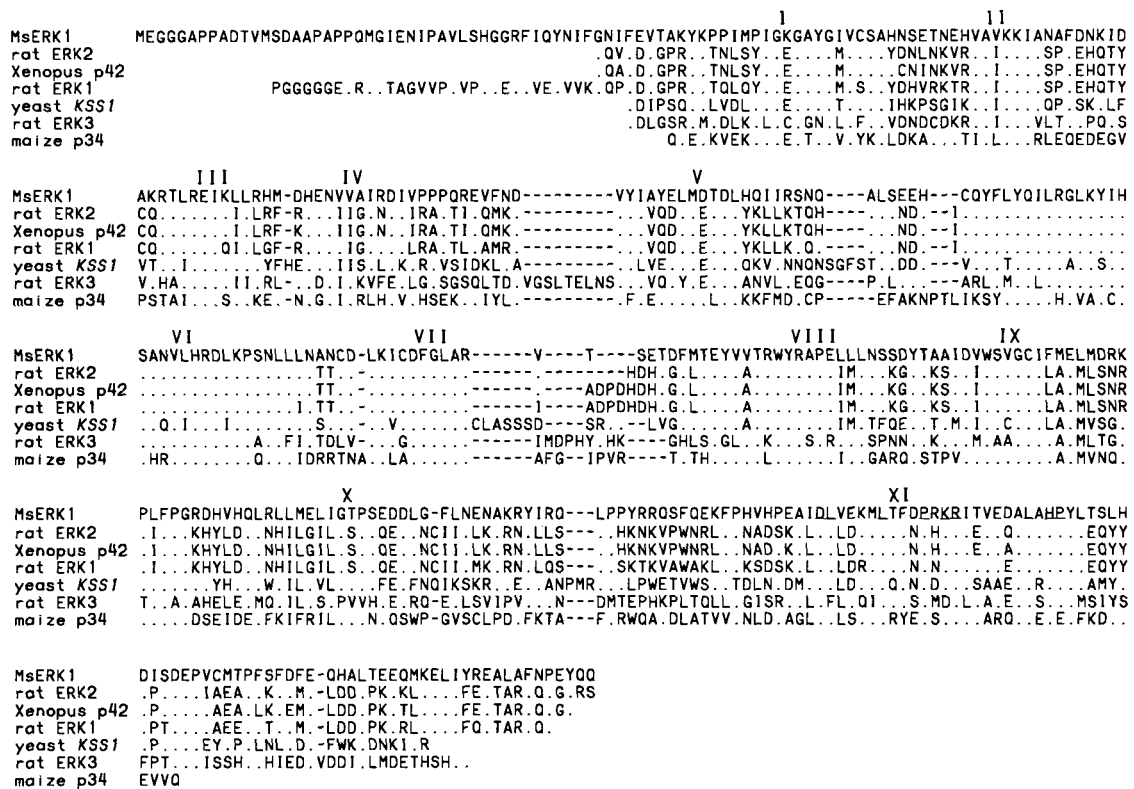 I II
MsERK1 MEGGGAPPADTVMSDAAPAPPQMGIENIPAVLSHGGRFIQYNIFGNIFEVTAKYKPPIMPIGKGAYGIVCSAHNSETNEHVAVKKIANAFDNKID
rat ERK2 .QV.D.GPR..TNLSY..E....M....YDNLNKVR..I....SP.EHQTY
Xenopus p42 .QA.D.GPR..TNLSY..E....M......CNINKVR..I....SP.EHQTY
rat ERK1 PGGGGGE.R..TAGVVP.VP..E..VE.VVK.QP.D.GPR..TQLQY..E....M.S..YDHVRKTR..I....SP.EHQTY
yeast KSS1 .DIPSQ..LVDL..E....T....IHKPSGIK..I....QP.SK.LF
rat ERK3 .DLGSR.M.DLK.L.C.GN.L.F..VDNDCDKR..I...VLT..PQ.S
maize p34 Q.E.KVEK...E.T..V.YK.LDKA..TI.L...RLEQEDEGV
III IV V
MsERK1 AKRTLREIKLLRHM-DHENVVAIRDIVPPPQREVFND----------VYIAYELMDTDLHQIIRSNQ----ALSEEH--CQYFLYQILRGLKYIH
rat ERK2 CQ.......I.LRF-R...IIG.N..IRA.TI.QMK.----------..VQD..E...YKLLKTQH----..ND.---I..............
Xenopus p42 CQ.......I.LRF-K...IIG.N..IRA.TI.QMK.----------..VQD..E...YKLLKTQH----..ND.---I..............
rat ERK1 CQ......QI.LGF-R...IIG....LRA.TL.AMR.----------..VQD..E...YKLLK.Q.----..ND.---I..............
yeast KSS1 VT..I......YFHE...IIS.L.K.R.VSIDKL.A----------..LVE....E...QKV.NNQNSGFST..DD.--V...T......A..S..
rat ERK3 V.HA......II.RL-.D.I.KVFE.LG.SGSQLTD.VGSLTELNS..VQ.Y.E....ANVL.EQG----P.L....ARL.M..L........
maize p34 PSTAI...S..KE.-NG.I.RLH.V.HSEK..IYL.----------.F.E......L..KKFMD.CP----EFAKNPTLIKSY.....H.VA.C.
VI VII VIII IX
MsERK1 SANVLHRDLKPSNLLLNANCD-LKICDFGLAR------V----T----SETDFMTEYVVTRWYRAPELLLNSSDYTAAIDVWSVGCIFMELMDRK
rat ERK2 .................TT..-..........------.----------HDH.G.L....A.........IM...KG..KS..I......LA.MLSNR
Xenopus p42 .................TT..-..........------.----ADPDHDHDH.G.L....A.........IM...KG..KS..I......LA.MLSNR
rat ERK1 ...............I.TT..-..........------I----ADPDHDH.G.L....A.........IM...KG..KS..I......LA.MLSNR
yeast KSS1 ..Q.I....I.......S...-..V.......CLASSSD.----SR...LVG.....A........IM.TFQE..T.M.I..C....LA.MVSG.
rat ERK3 ..........A..FI.TDLV-..G........------.IMDPHY.HK----GHLS.GL..K...S.R...SPNN..K...MAA....A.MLTG.
maize p34 .HR........Q...IDRRTNA..LA......------AFG--IPVR----T.TH.....L.......I..GARQ.STPV........A.MVNQ.
X XI
MsERK1 PLFPGRDHVHQLRLLMELIGTPSEDDLG-FLNENAKRYIRQ---LPPYRRQSFQEKFPHVHPEAIDLVEKMLTFDPRKRITVEDALAHPYLTSLH
rat ERK2 .I...KHYLD..NHILGIL.S..QE..NCII.LK.RN.LLS---..HKNKVPWNRL..NADSK.L..LD......N.H...E..Q.......EQYY
Xenopus p42 .I...KHYLD..NHILGIL.S..QE..NCII.LK.RN.LLS---..HKNKVPWNRL..NAD.K.L..LD......N.H...E..A.......EQYY
rat ERK1 .I...KHYLD..NHILGIL.S..QE..NCII.MK.RN.LQS---..SKTKVAWAKL..KSDSK.L..LDR.....N..N......N.......EQYY
yeast KSS1 .......YH...W.IL.VL....FE.FNQIKSKR..E..ANPMR..LPWETVWS..TDLN.DM..LD....Q.N.D...SAAE..R.....AMY.
rat ERK3 T..A.AHELE.MQ.IL.S.PVVH.E.RQ-E.LSVIPV...N---DMTEPHKPLTQLL.GISR..L.FL.QI...S.MD.L.A.E..S...MSIYS
maize p34 ......DSEIDE.FKIFRIL...N.QSWP-GVSCLPD.FKTA---F.RWQA.DLATVV.NLD.AGL..LS...RYE.S....ARQ..E.E.FKD..
MsERK1 DISDEPVCMTPFSFDFE-QHALTEEQMKELIYREALAFNPEYQQ
rat ERK2 .P....IAEA..K..M.-LDD.PK.KL....FE.TAR.Q.G.RS
Xenopus p42 .P.....AEA.LK.EM.-LDD.PK.TL....FE.TAR.Q.G.
rat ERK1 .PT....AEE..T..M.-LDD.PK.RL....FQ.TAR.Q.
yeast KSS1 .P....EY.P.LNL.D.-FWK.DNKI.R
rat ERK3 FPT...ISSH..HIED.VDDI.LMDETHSH..
maize p34 EVVQ